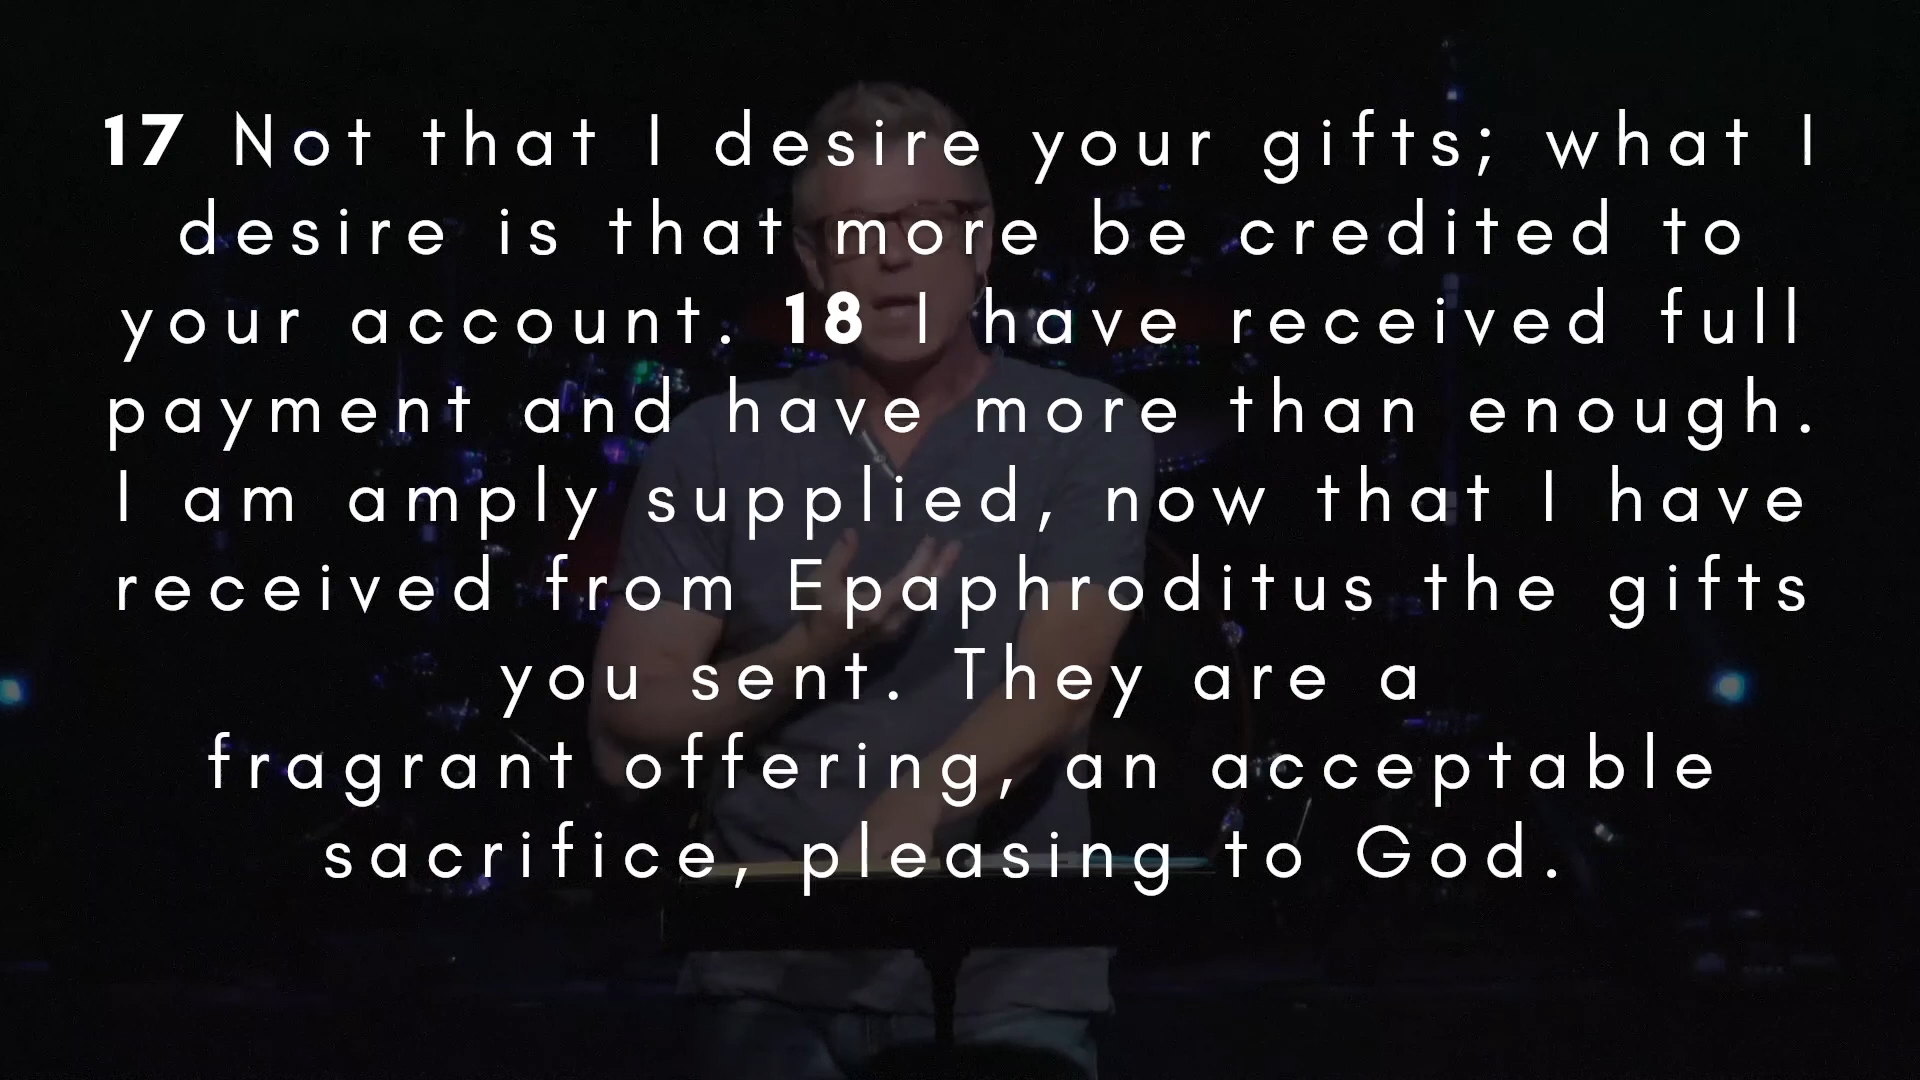 17 Not that I desire your gifts; what I
desire is that more be credited to
your account. 18 I have received full
payment and have more than enough.
I am amply supplied, now that I have
received from Epaphroditus the gifts
you sent. They are a
fragrant offering, an acceptable
sacrifice, pleasing to God.